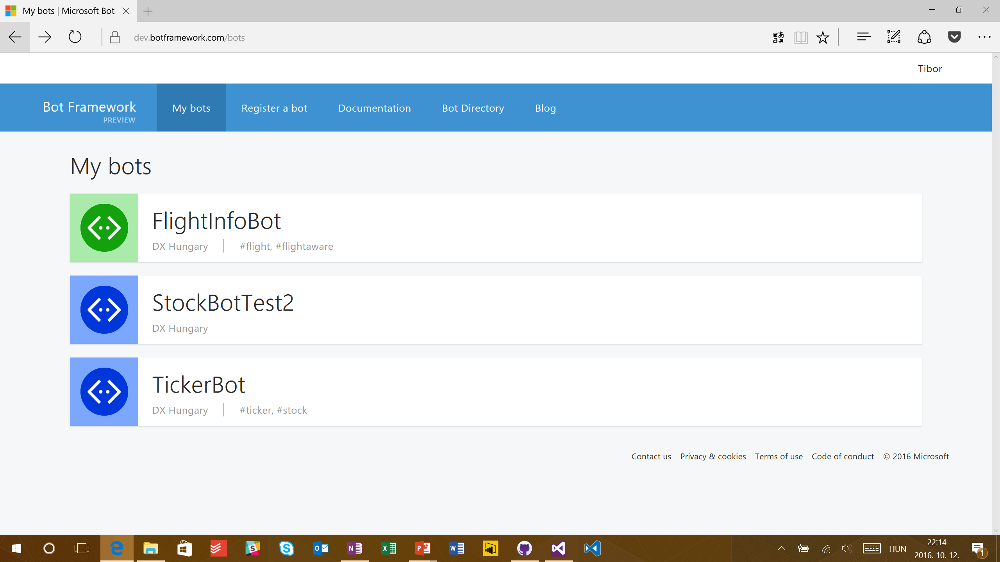 My bots | Microsoft Bot
dev.botframework.com/bots
Tibor
Bot Framework
PREVIEW
My bots
Register a bot
Documentation
Bot Directory
Blog
My bots
FlightInfoBot
DX Hungary
#flight, #flightaware
StockBotTest2
DX Hungary
TickerBot
DX Hungary
#ticker, #stock
Contact us
Privacy & cookies
Terms of use
Code of conduct
© 2016 Microsoft
HUN
22:14
2016. 10. 12.
1